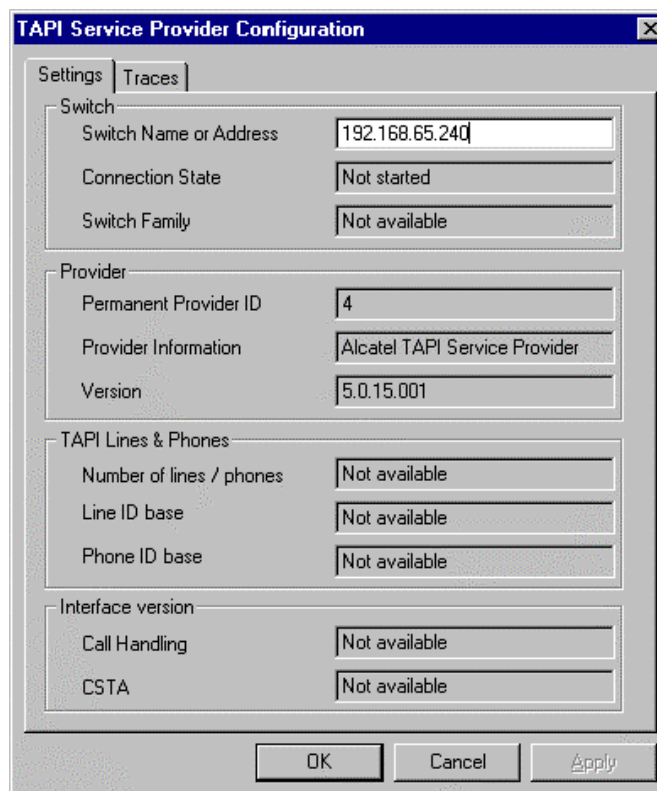 TAPI Service Provider Configuration
Settings Traces
Switch
Switch Name or Address 192.168.65.240
Connection State Not started
Switch Family Not available
Provider
Permanent Provider ID 4
Provider Information Alcatel TAPI Service Provider
Version 5.0.15.001
TAPI Lines & Phones
Number of lines / phones Not available
Line ID base Not available
Phone ID base Not available
Interface version
Call Handling Not available
CSTA Not available
OK Cancel Apply